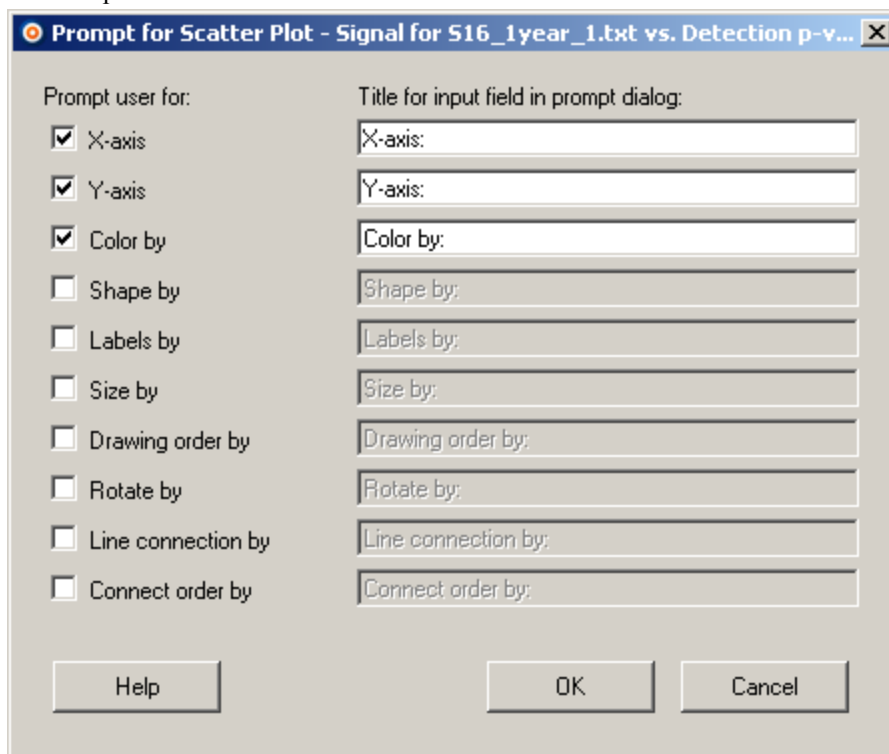 Prompt for Scatter Plot - Signal for S16_1year_1.txt vs. Detection p-v...
Prompt user for: Title for input field in prompt dialog:
X-axis X-axis:
Y-axis Y-axis:
Color by Color by:
Shape by Shape by:
Labels by Labels by:
Size by Size by:
Drawing order by Drawing order by:
Rotate by Rotate by:
Line connection by Line connection by:
Connect order by Connect order by:
Help OK Cancel